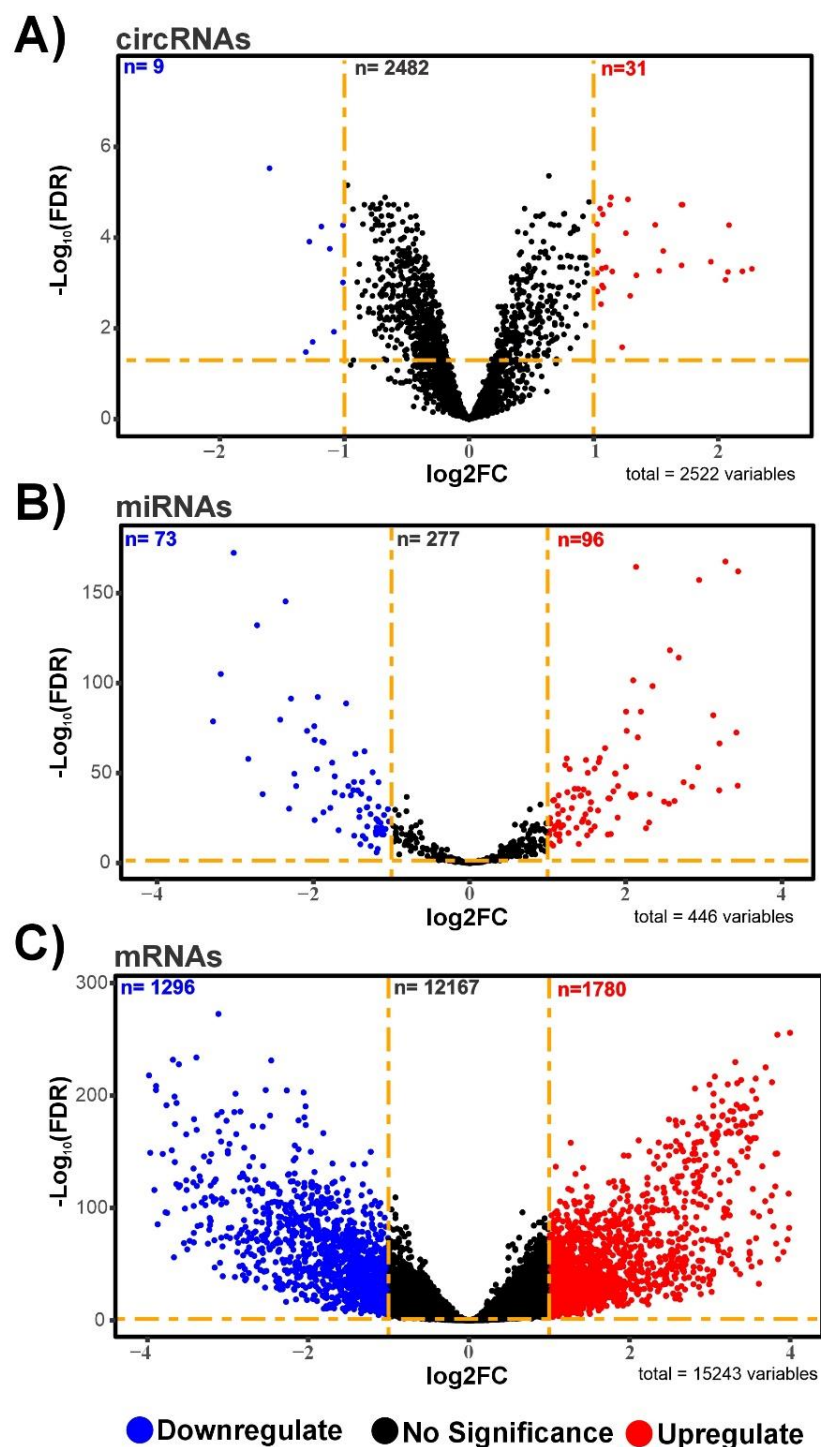 A)
circRNAs
n= 9 n= 2482 n=31
-Log₁₀(FDR)
6
4
2
0
−2 −1 0 1 2
log2FC
total = 2522 variables
B)
miRNAs
n= 73 n= 277 n=96
-Log₁₀(FDR)
150
100
50
0
−4 −2 0 2 4
log2FC
total = 446 variables
C)
mRNAs
n= 1296 n= 12167 n=1780
-Log₁₀(FDR)
300
200
100
0
−4 −2 0 2 4
log2FC
total = 15243 variables
Downregulate No Significance Upregulate